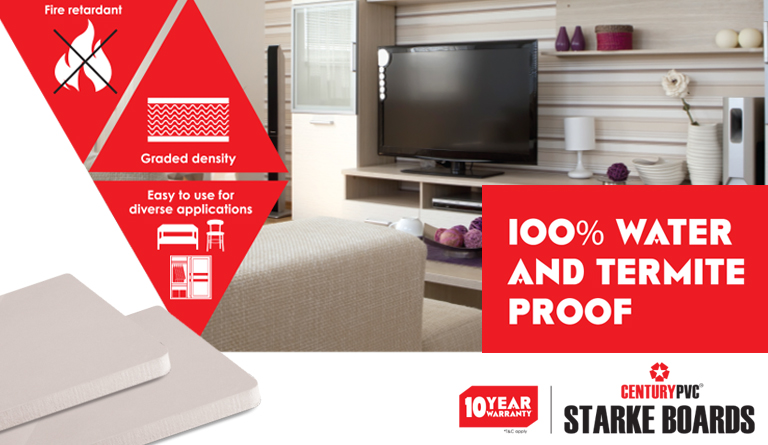 Fire retardant
Graded density
Easy to use for
diverse applications
100% WATER
AND TERMITE
PROOF
10 YEAR
WARRANTY
*T&C apply
CENTURYPVC®
STARKE BOARDS